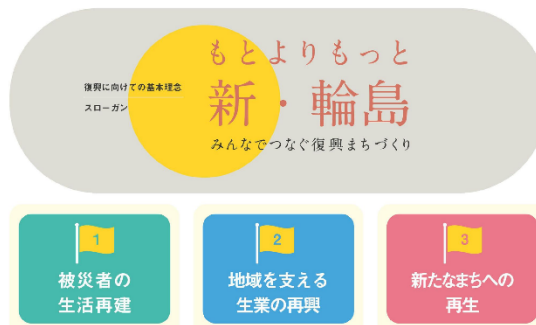 もとよりもっと
復興に向けての基本理念
スローガン
新・輪島
みんなでつなぐ復興まちづくり
1
被災者の
生活再建
2
地域を支える
生業の再興
3
新たなまちへの
再生